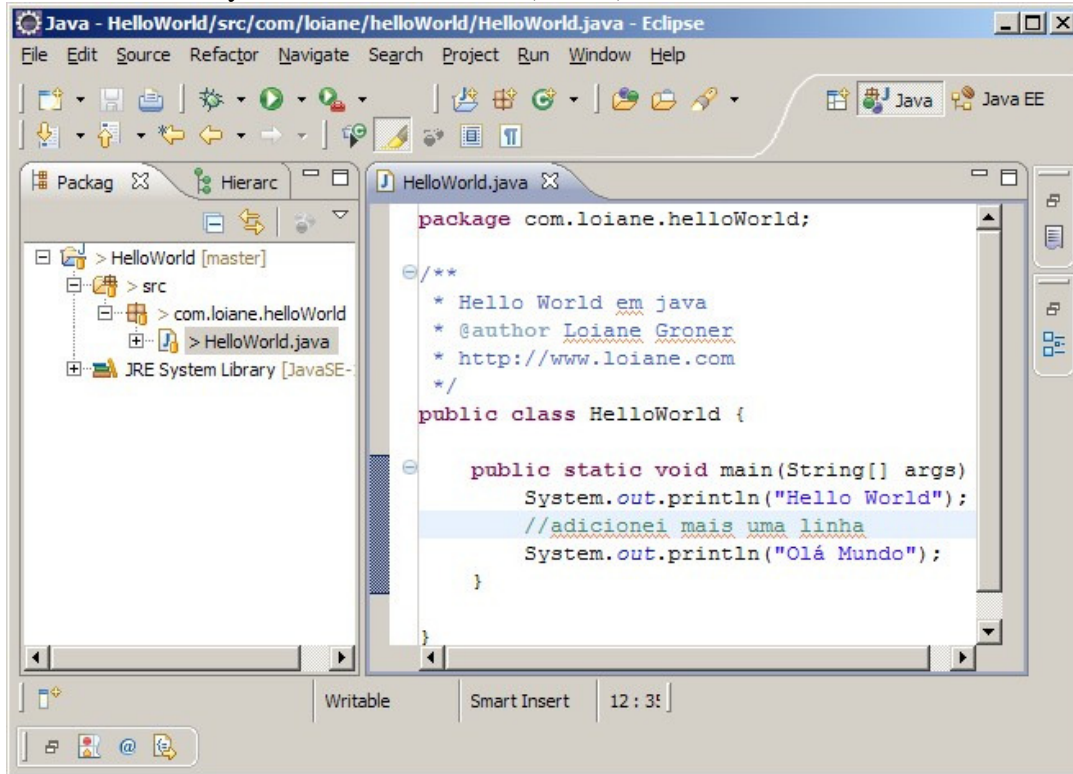 Java - HelloWorld/src/com/loiane/helloWorld/HelloWorld.java - Eclipse
File Edit Source Refactor Navigate Search Project Run Window Help
Java Java EE
Packag Hierarc
HelloWorld.java
> HelloWorld [master]
> src
> com.loiane.helloWorld
> HelloWorld.java
JRE System Library [JavaSE-
package com.loiane.helloWorld;
/**
* Hello World em java
* @author Loiane Groner
* http://www.loiane.com
*/
public class HelloWorld {
public static void main(String[] args)
System.out.println("Hello World");
//adicionei mais uma linha
System.out.println("Olá Mundo");
}
}
Writable Smart Insert 12 : 35